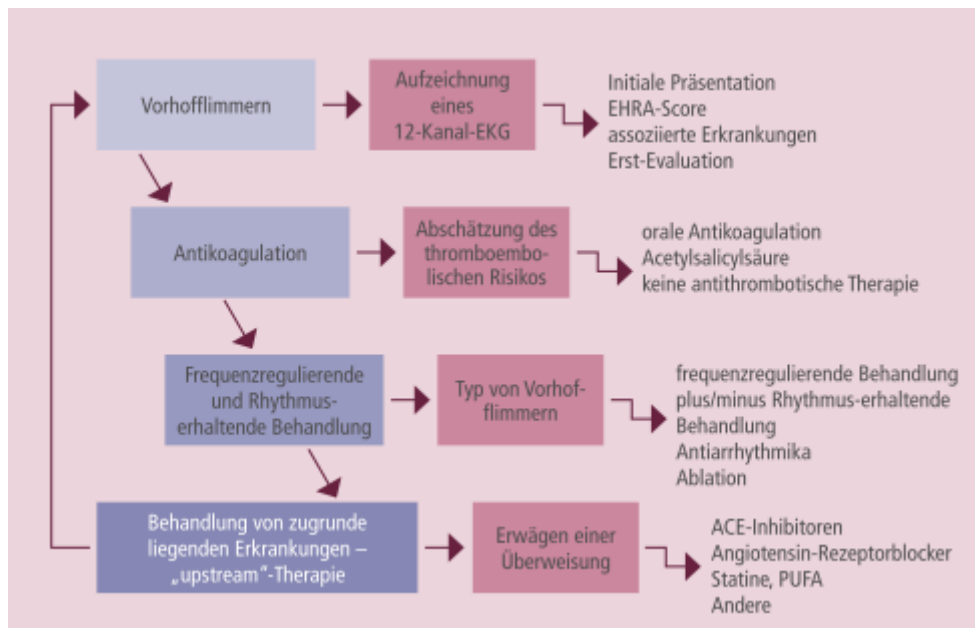 Vorhofflimmern
Aufzeichnung
eines
12-Kanal-EKG
Initiale Präsentation
EHRA-Score
assoziierte Erkrankungen
Erst-Evaluation
Antikoagulation
Abschätzung des
thromboembo-
lischen Risikos
orale Antikoagulation
Acetylsalicylsäure
keine antithrombotische Therapie
Frequenzregulierende
und Rhythmus-
erhaltende Behandlung
Typ von Vorhof-
flimmern
frequenzregulierende Behandlung
plus/minus Rhythmus-erhaltende
Behandlung
Antiarrhythmika
Ablation
Behandlung von zugrunde
liegenden Erkrankungen –
„upstream“-Therapie
Erwägen einer
Überweisung
ACE-Inhibitoren
Angiotensin-Rezeptorblocker
Statine, PUFA
Andere